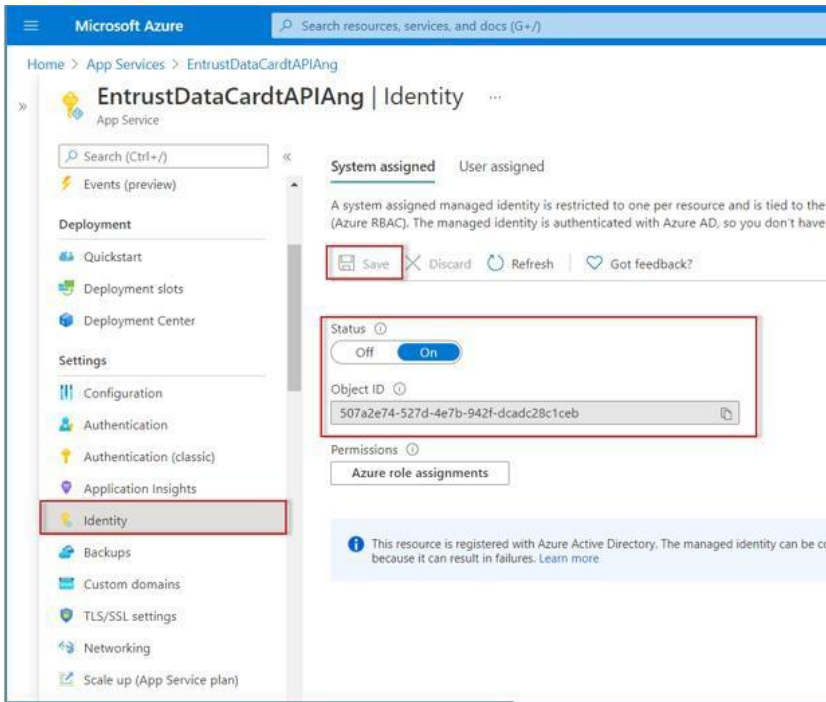 Microsoft Azure
Search resources, services, and docs (G+/)
Home > App Services > EntrustDataCardtAPIAng
EntrustDataCardtAPIAng | Identity ...
App Service
Search (Ctrl+/)
Events (preview)
Deployment
Quickstart
Deployment slots
Deployment Center
Settings
Configuration
Authentication
Authentication (classic)
Application Insights
Identity
Backups
Custom domains
TLS/SSL settings
Networking
Scale up (App Service plan)
System assigned User assigned
A system assigned managed identity is restricted to one per resource and is tied to the
(Azure RBAC). The managed identity is authenticated with Azure AD, so you don't have
Save Discard Refresh Got feedback?
Status
Off On
Object ID
507a2e74-527d-4e7b-942f-dcadc28c1ceb
Permissions
Azure role assignments
This resource is registered with Azure Active Directory. The managed identity can be co
because it can result in failures. Learn more